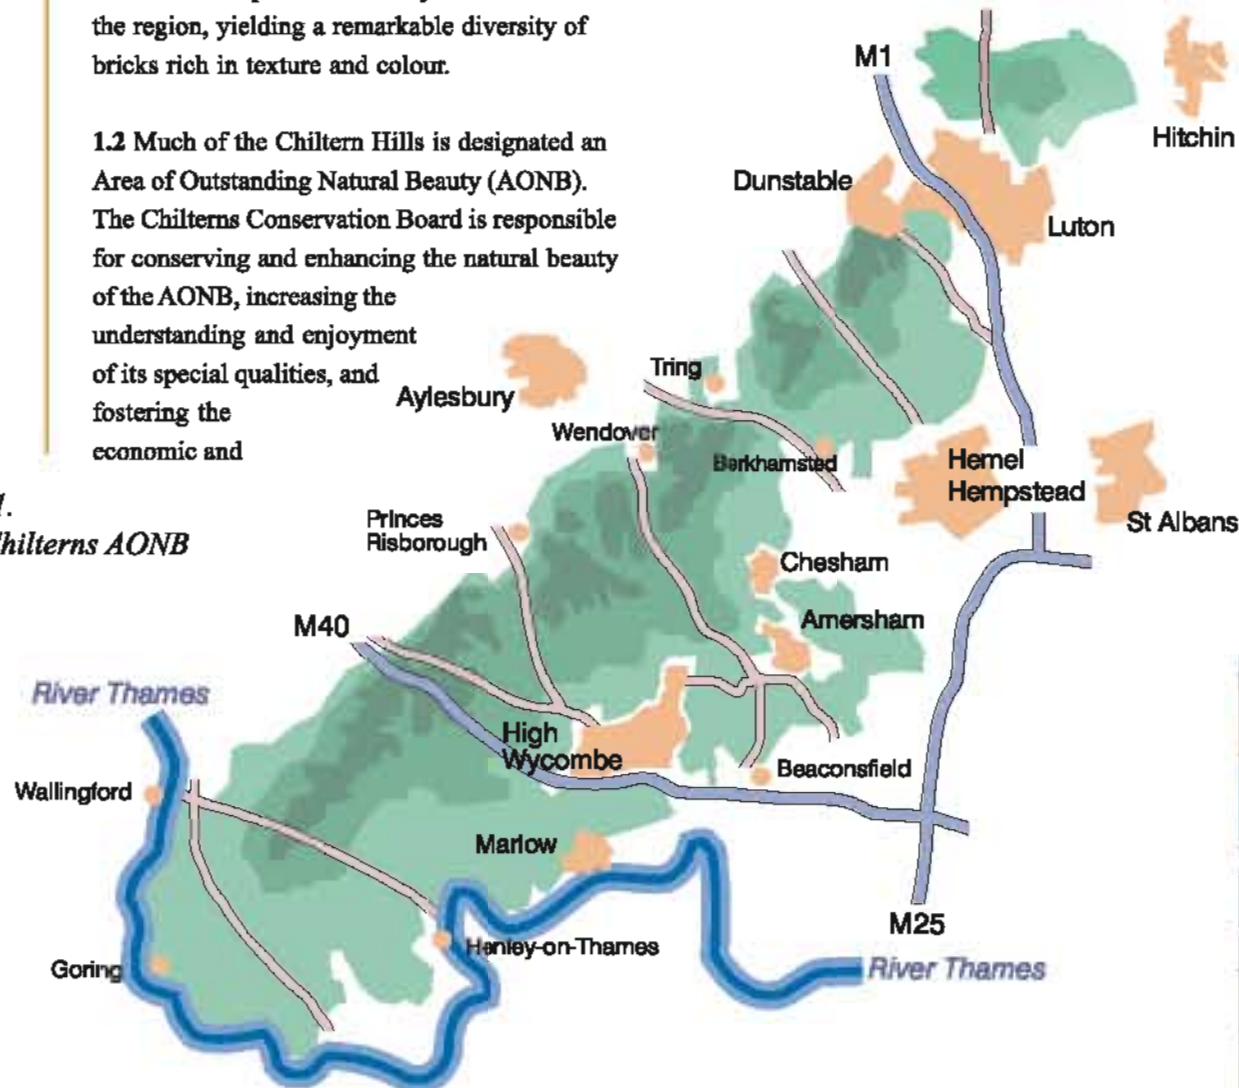 the region, yielding a remarkable diversity of
bricks rich in texture and colour.
1.2 Much of the Chiltern Hills is designated an
Area of Outstanding Natural Beauty (AONB).
The Chilterns Conservation Board is responsible
for conserving and enhancing the natural beauty
of the AONB, increasing the
understanding and enjoyment
of its special qualities, and
fostering the
economic and
1.
hilterns AONB
M1
Hitchin
Dunstable
Luton
Tring
Aylesbury
Wendover
Berkhamsted
Hemel
Hempstead
St Albans
Princes
Risborough
Chesham
Amersham
M40
River Thames
High
Wycombe
Beaconsfield
Wallingford
Marlow
M25
Henley-on-Thames
Goring
River Thames